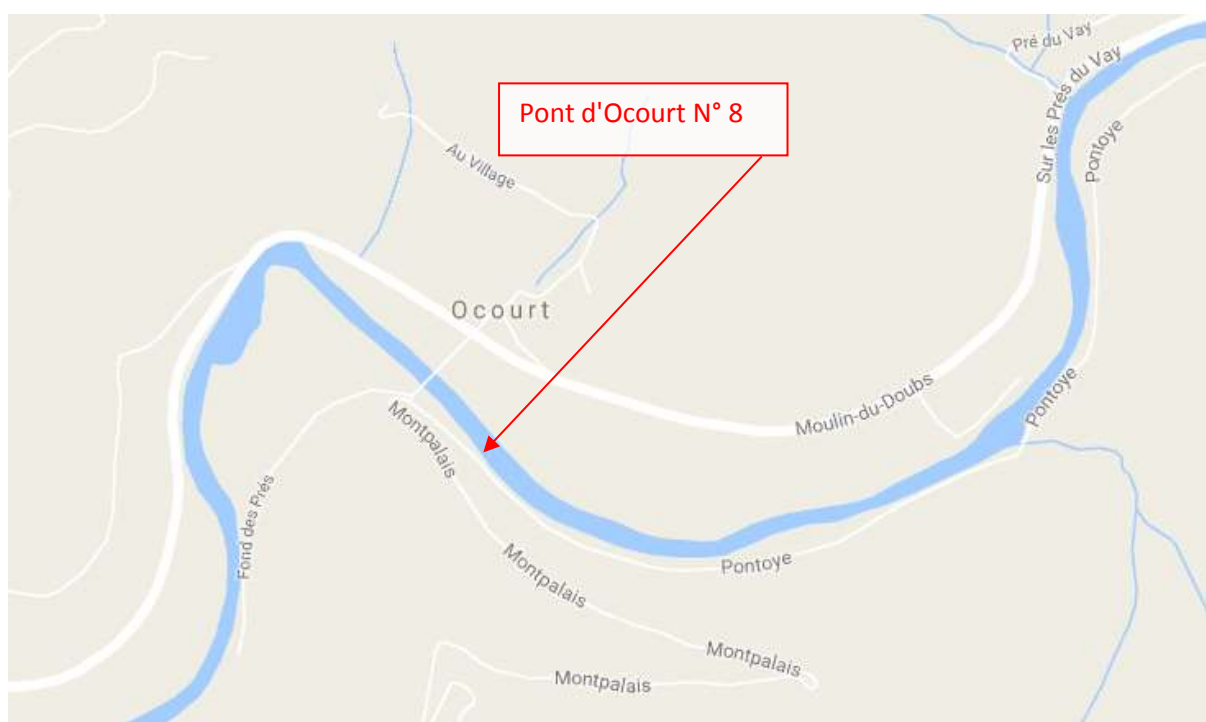 Pré du Vay
Sur les Prés du Vay
Pont d'Ocourt N° 8
Pontoye
Au Village
Ocourt
Pontoye
Moulin-du-Doubs
Montpalais
Fond des Prés
Pontoye
Montpalais
Montpalais
Montpalais